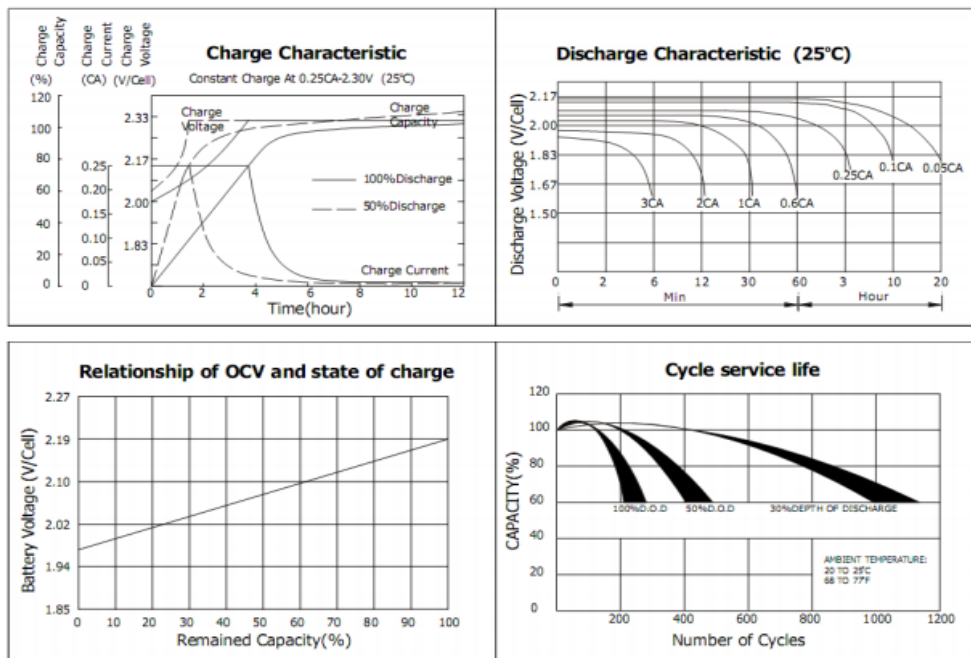 Charge Capacity
Charge Current
Charge Voltage
(%) (CA) (V/Cell)
Charge Characteristic
Constant Charge At 0.25CA-2.30V (25°C)
120
100
80
60
40
20
0
0.25
0.20
0.15
0.10
0.05
0
2.33
2.17
2.00
1.83
Charge Voltage
Charge Capacity
100%Discharge
50%Discharge
Charge Current
0 2 4 6 8 10 12
Time(hour)
Discharge Characteristic (25°C)
Discharge Voltage (V/Cell)
2.17
2.00
1.83
1.67
1.50
3CA 2CA 1CA 0.6CA 0.25CA 0.1CA 0.05CA
0 2 6 12 30 60 3 10 20
Min Hour
Relationship of OCV and state of charge
Battery Voltage (V/Cell)
2.27
2.19
2.10
2.02
1.94
1.85
0 10 20 30 40 50 60 70 80 90 100
Remained Capacity(%)
Cycle service life
CAPACITY(%)
120
100
80
60
40
20
0
100%D.O.D 50%D.O.D 30%DEPTH OF DISCHARGE
AMBIENT TEMPERATURE:
20 TO 25°C
68 TO 77°F
200 400 600 800 1000 1200
Number of Cycles